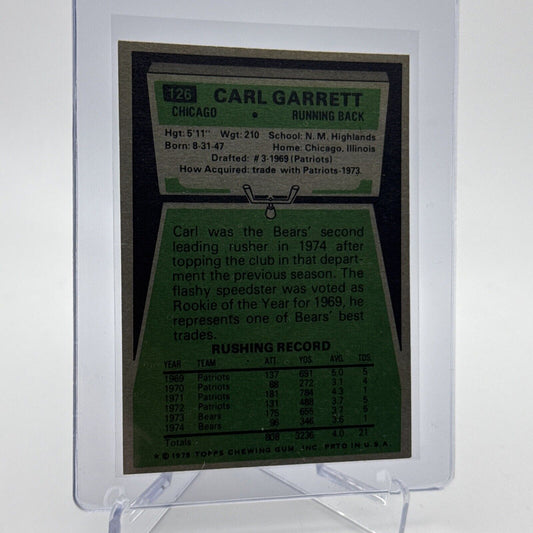 126 CARL GARRETT
CHICAGO • RUNNING BACK
Hgt: 5'11" Wgt: 210 School: N. M. Highlands
Born: 8-31-47 Home: Chicago, Illinois
Drafted: #3-1969 (Patriots)
How Acquired: trade with Patriots-1973.
Carl was the Bears' second
leading rusher in 1974 after
topping the club in that depart-
ment the previous season. The
flashy speedster was voted as
Rookie of the Year for 1969, he
represents one of Bears' best
trades.
RUSHING RECORD
YEAR TEAM ATT. YDS. AVG. TDS.
1969 Patriots 137 691 5.0 5
1970 Patriots 88 272 3.1 4
1971 Patriots 181 784 4.3 1
1972 Patriots 131 488 3.7 5
1973 Bears 175 655 3.7 5
1974 Bears 96 346 3.6 1
Totals 808 3236 4.0 21
★ © 1975 TOPPS CHEWING GUM, INC. PRTD IN U.S.A.